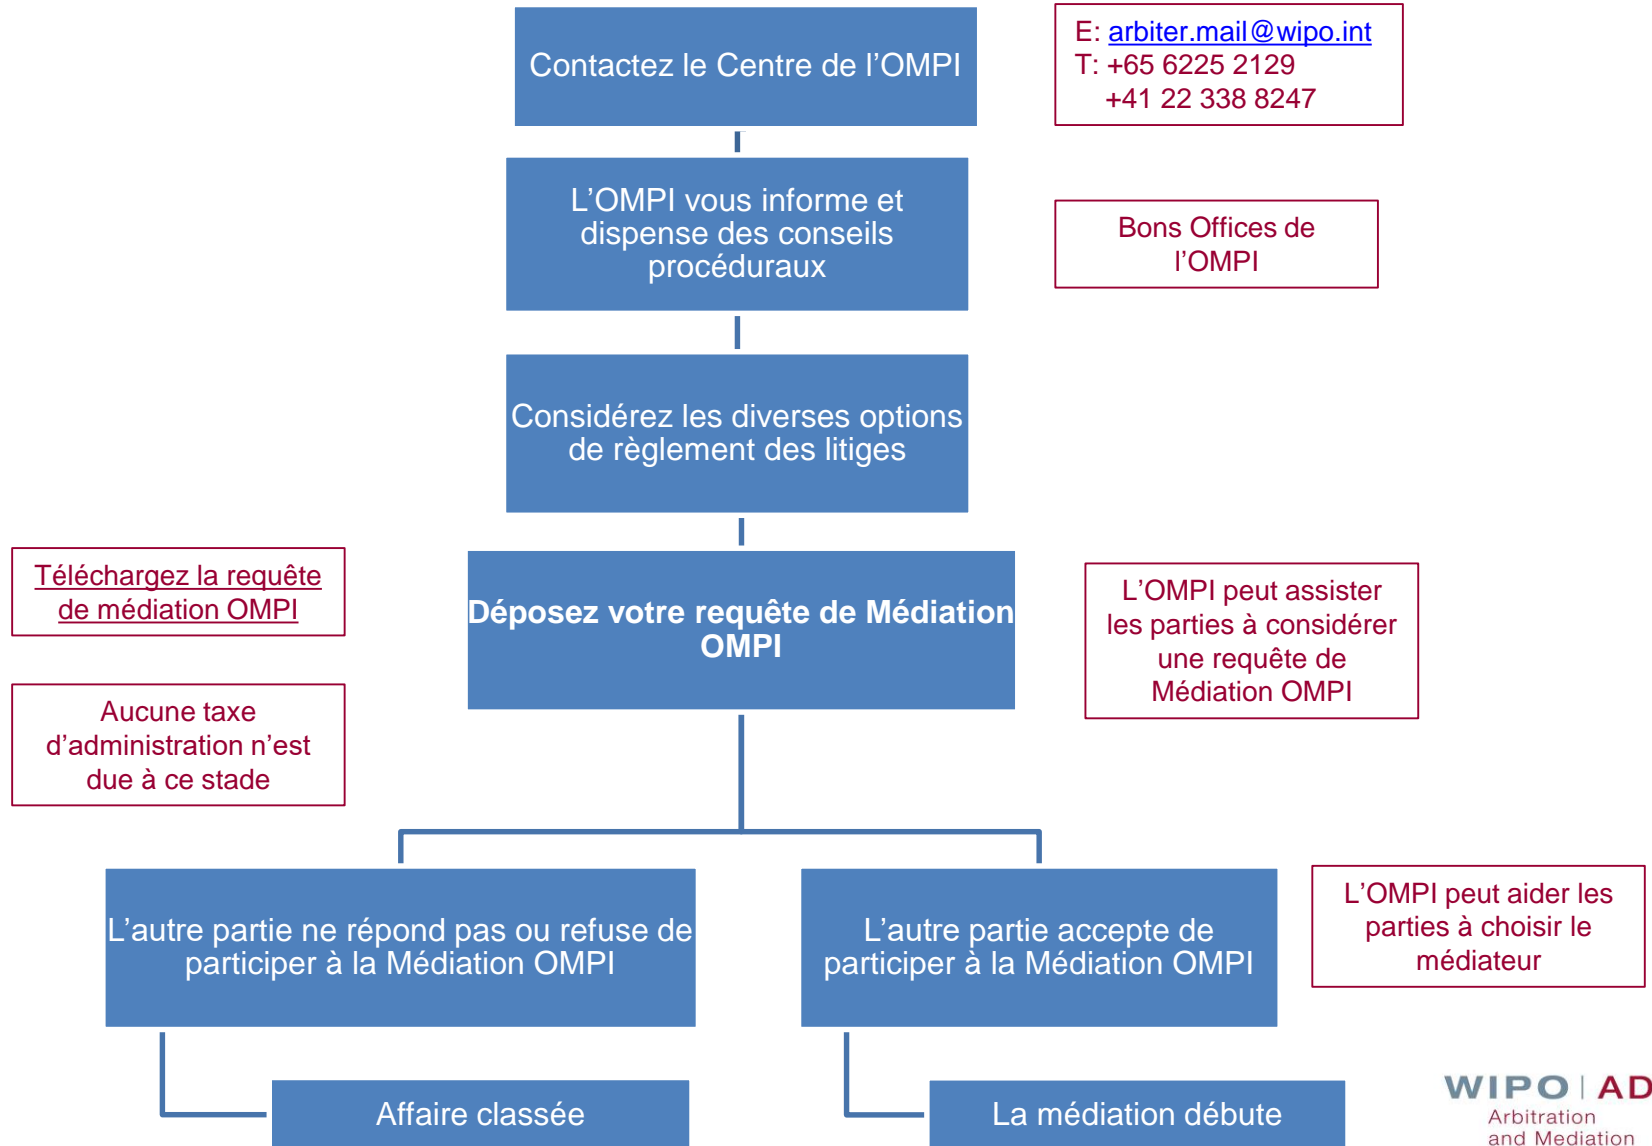 Contactez le Centre de l’OMPI
E: arbiter.mail@wipo.int
T: +65 6225 2129
+41 22 338 8247
L’OMPI vous informe et
dispense des conseils
procéduraux
Bons Offices de
l’OMPI
Considérez les diverses options
de règlement des litiges
Téléchargez la requête
de médiation OMPI
Déposez votre requête de Médiation
OMPI
L’OMPI peut assister
les parties à considérer
une requête de
Médiation OMPI
Aucune taxe
d’administration n’est
due à ce stade
L’autre partie ne répond pas ou refuse de
participer à la Médiation OMPI
L’autre partie accepte de
participer à la Médiation OMPI
L’OMPI peut aider les
parties à choisir le
médiateur
Affaire classée
La médiation débute
WIPO | AD
Arbitration
and Mediation